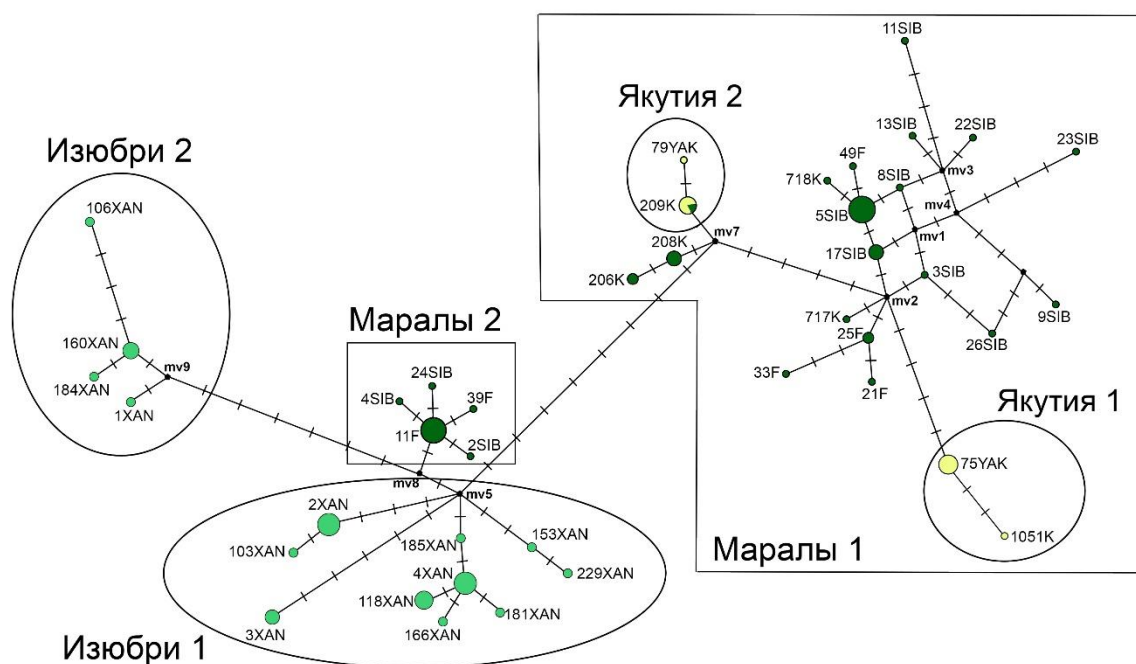 11SIB
Якутия 2
13SIB
22SIB
23SIB
79YAK
49F
mv3
Изюбри 2
718K
8SIB
209K
5SIB
mv4
106XAN
mv7
mv1
208K
17SIB
206K
3SIB
mv2
Маралы 2
717K
9SIB
160XAN
25F
26SIB
mv9
24SIB
33F
21F
184XAN
4SIB
39F
1XAN
Якутия 1
11F
2SIB
75YAK
mv8
mv5
2XAN
153XAN
185XAN
1051K
103XAN
Маралы 1
4XAN
229XAN
118XAN
181XAN
3XAN
166XAN
Изюбри 1